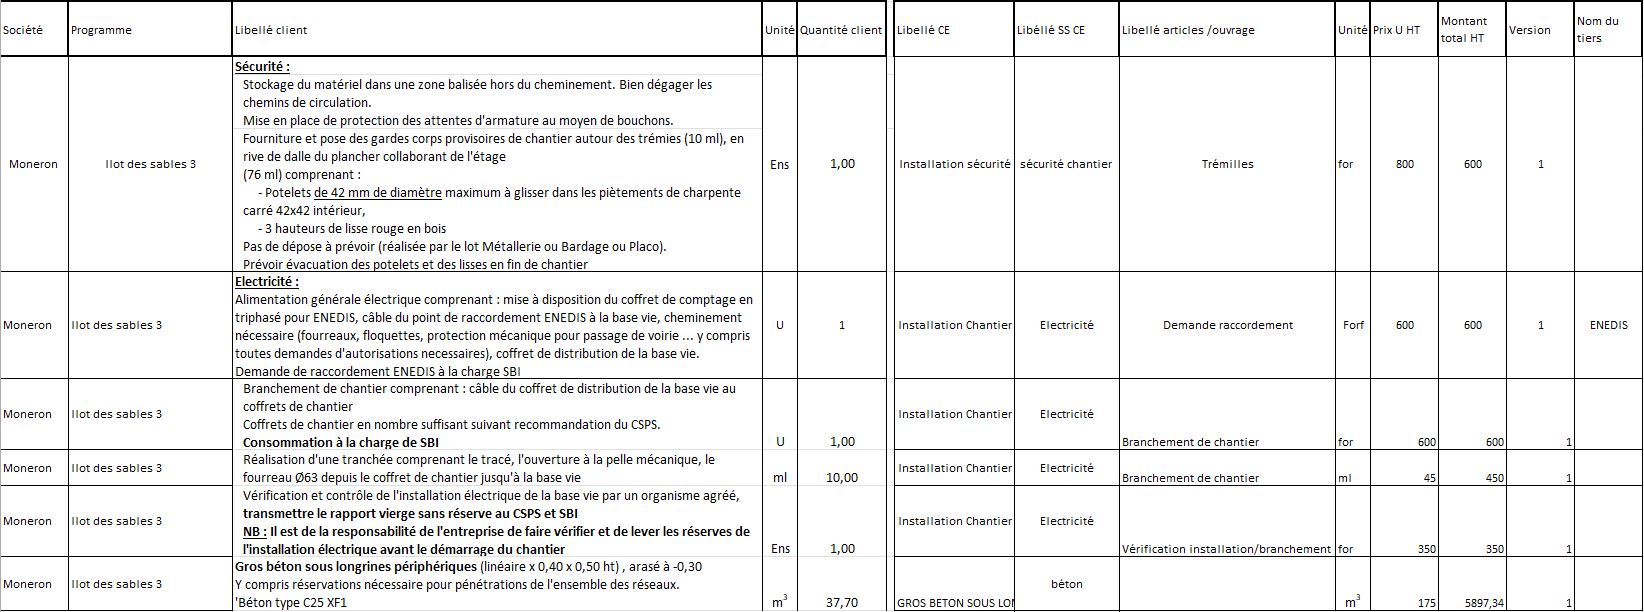 Société Programme Libellé client Unité Quantité client Libellé CE Libéllé SS CE Libellé articles /ouvrage Unité Prix U HT Montant total HT Version Nom du tiers
Sécurité :
Stockage du matériel dans une zone balisée hors du cheminement. Bien dégager les
chemins de circulation.
Mise en place de protection des attentes d'armature au moyen de bouchons.
Fourniture et pose des gardes corps provisoires de chantier autour des trémies (10 ml), en
rive de dalle du plancher collaborant de l'étage
Moneron Ilot des sables 3 Ens 1,00 Installation sécurité sécurité chantier Trémilles for 800 600 1
(76 ml) comprenant :
- Potelets de 42 mm de diamètre maximum à glisser dans les piètements de charpente
carré 42x42 intérieur,
- 3 hauteurs de lisse rouge en bois
Pas de dépose à prévoir (réalisée par le lot Métallerie ou Bardage ou Placo).
Prévoir évacuation des potelets et des lisses en fin de chantier
Electricité :
Alimentation générale électrique comprenant : mise à disposition du coffret de comptage en
triphasé pour ENEDIS, câble du point de raccordement ENEDIS à la base vie, cheminement
Moneron Ilot des sables 3 U 1 Installation Chantier Electricité Demande raccordement Forf 600 600 1 ENEDIS
nécessaire (fourreaux, floquettes, protection mécanique pour passage de voirie ... y compris
toutes demandes d'autorisations necessaires), coffret de distribution de la base vie.
Demande de raccordement ENEDIS à la charge SBI
Branchement de chantier comprenant : câble du coffret de distribution de la base vie au
coffrets de chantier
Moneron Ilot des sables 3 Installation Chantier Electricité
Coffrets de chantier en nombre suffisant suivant recommandation du CSPS.
Consommation à la charge de SBI U 1,00 Branchement de chantier for 600 600 1
Réalisation d'une tranchée comprenant le tracé, l'ouverture à la pelle mécanique, le
Moneron Ilot des sables 3 Installation Chantier Electricité
fourreau Ø63 depuis le coffret de chantier jusqu'à la base vie ml 10,00 Branchement de chantier ml 45 450 1
Vérification et contrôle de l'installation électrique de la base vie par un organisme agréé,
transmettre le rapport vierge sans réserve au CSPS et SBI
Moneron Ilot des sables 3 Installation Chantier Electricité
NB : Il est de la responsabilité de l'entreprise de faire vérifier et de lever les réserves de
l'installation électrique avant le démarrage du chantier Ens 1,00 Vérification installation/branchement for 350 350 1
Gros béton sous longrines périphériques (linéaire x 0,40 x 0,50 ht) , arasé à -0,30
Moneron Ilot des sables 3 Y compris réservations nécessaire pour pénétrations de l'ensemble des réseaux. béton
'Béton type C25 XF1 m³ 37,70 GROS BETON SOUS LON m³ 175 5897,34 1